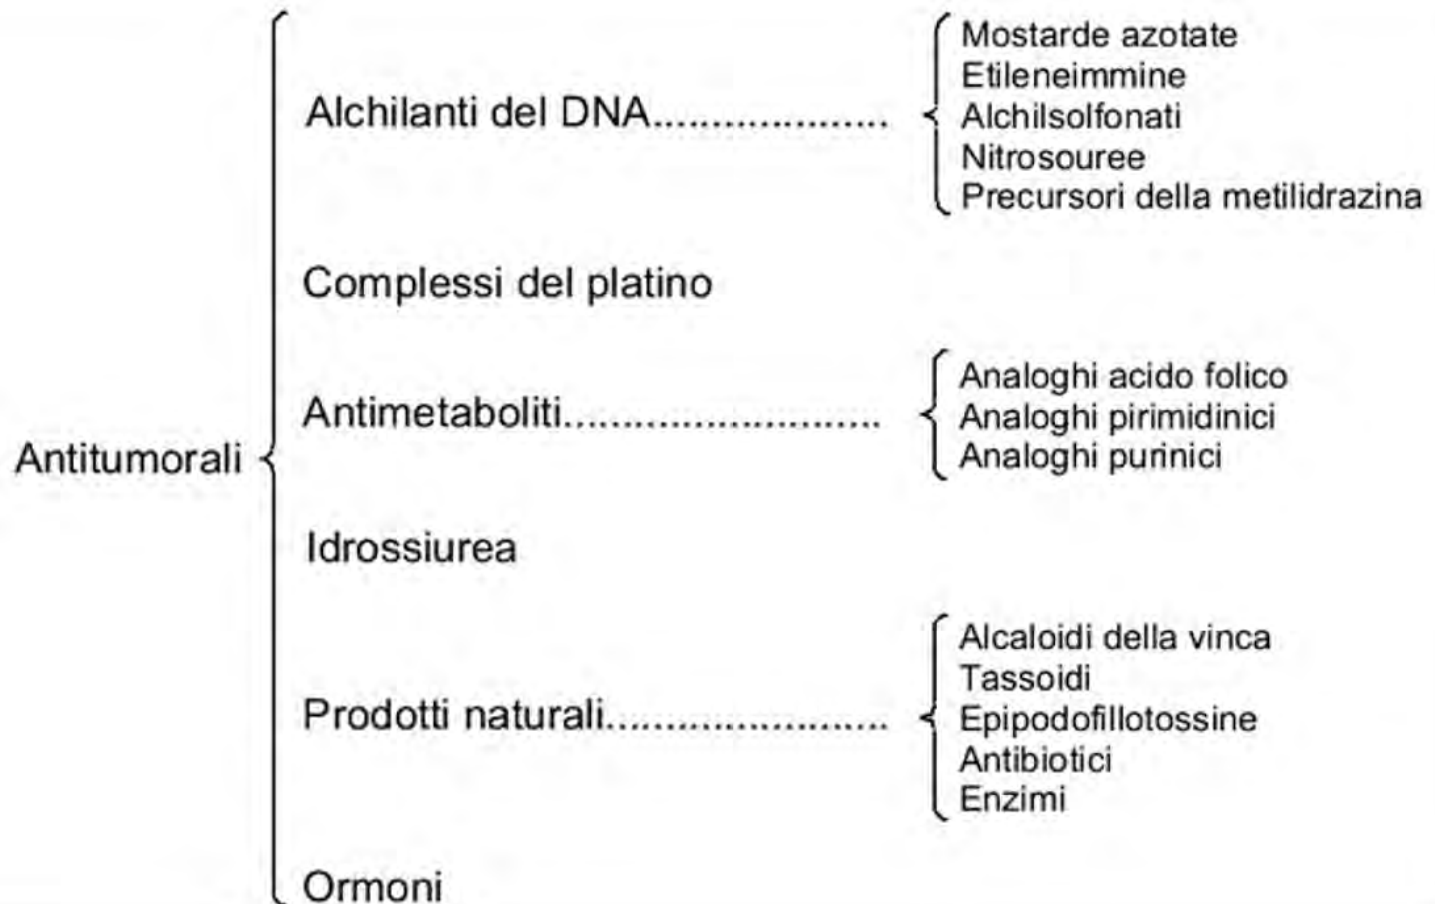 Antitumorali
Alchilanti del DNA....................
Mostarde azotate
Etileneimmine
Alchilsolfonati
Nitrosouree
Precursori della metilidrazina
Complessi del platino
Antimetaboliti...........................
Analoghi acido folico
Analoghi pirimidinici
Analoghi purinici
Idrossiurea
Prodotti naturali........................
Alcaloidi della vinca
Tassoidi
Epipodofillotossine
Antibiotici
Enzimi
Ormoni